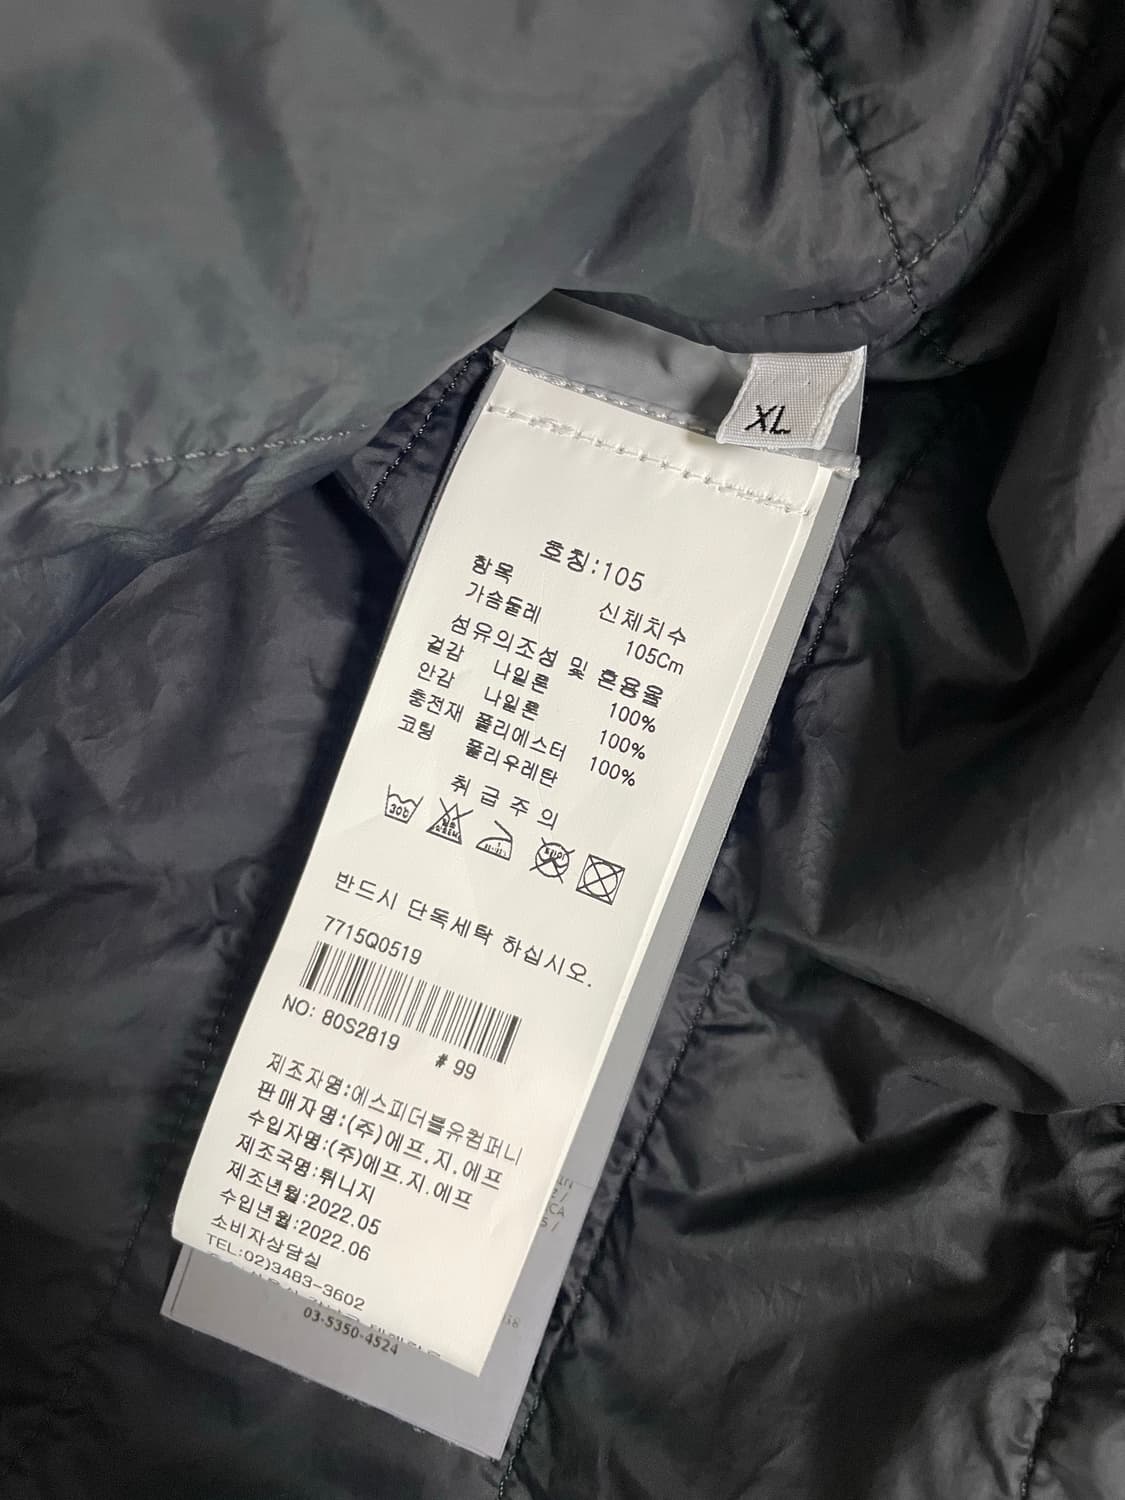 XL
호칭:105
항목 신체치수
가슴둘레 105Cm
섬유의조성 및 혼용율
겉감 나일론 100%
안감 나일론 100%
충전재 폴리에스터 100%
코팅 폴리우레탄
취급주의
30℃
반드시 단독세탁 하십시오.
7715Q0519
NO: 80S2819 #99
제조자명:에스피더블유컴퍼니
판매자명:(주)에프.지.에프
수입자명:(주)에프.지.에프
제조국명:튀니지
제조년월:2022.05
수입년월:2022.06
소비자상담실
TEL:02)3483-3602
03-5350-4524